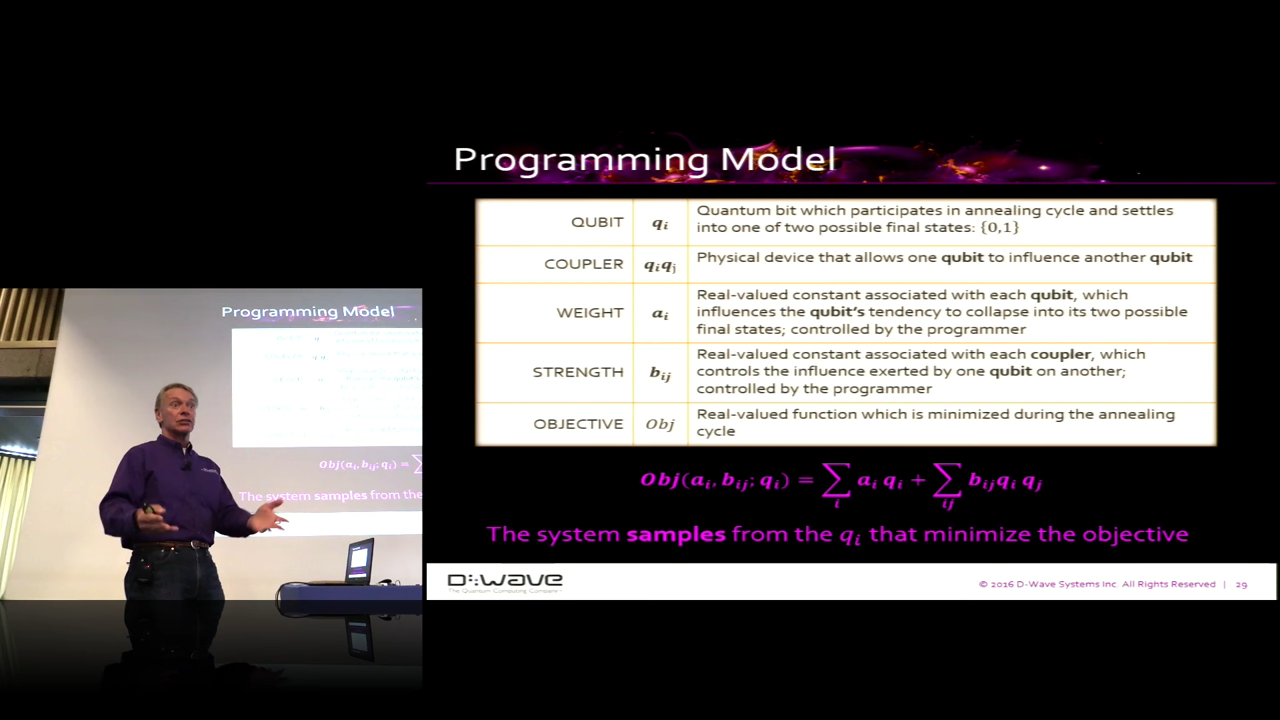 Programming Model
QUBIT qᵢ Quantum bit which participates in annealing cycle and settles
into one of two possible final states: {0,1}
COUPLER qᵢqⱼ Physical device that allows one qubit to influence another qubit
WEIGHT aᵢ Real-valued constant associated with each qubit, which
influences the qubit's tendency to collapse into its two possible
final states; controlled by the programmer
STRENGTH bᵢⱼ Real-valued constant associated with each coupler, which
controls the influence exerted by one qubit on another;
controlled by the programmer
OBJECTIVE Obj Real-valued function which is minimized during the annealing
cycle
Obj(aᵢ, bᵢⱼ; qᵢ) = ∑ᵢ aᵢ qᵢ + ∑ᵢⱼ bᵢⱼqᵢ qⱼ
The system samples from the qᵢ that minimize the objective
D:wave
The Quantum Computing Company
© 2016 D-Wave Systems Inc. All Rights Reserved | 29
Programming Model
Obj(aᵢ, bᵢⱼ; qᵢ) =
The system samples from the